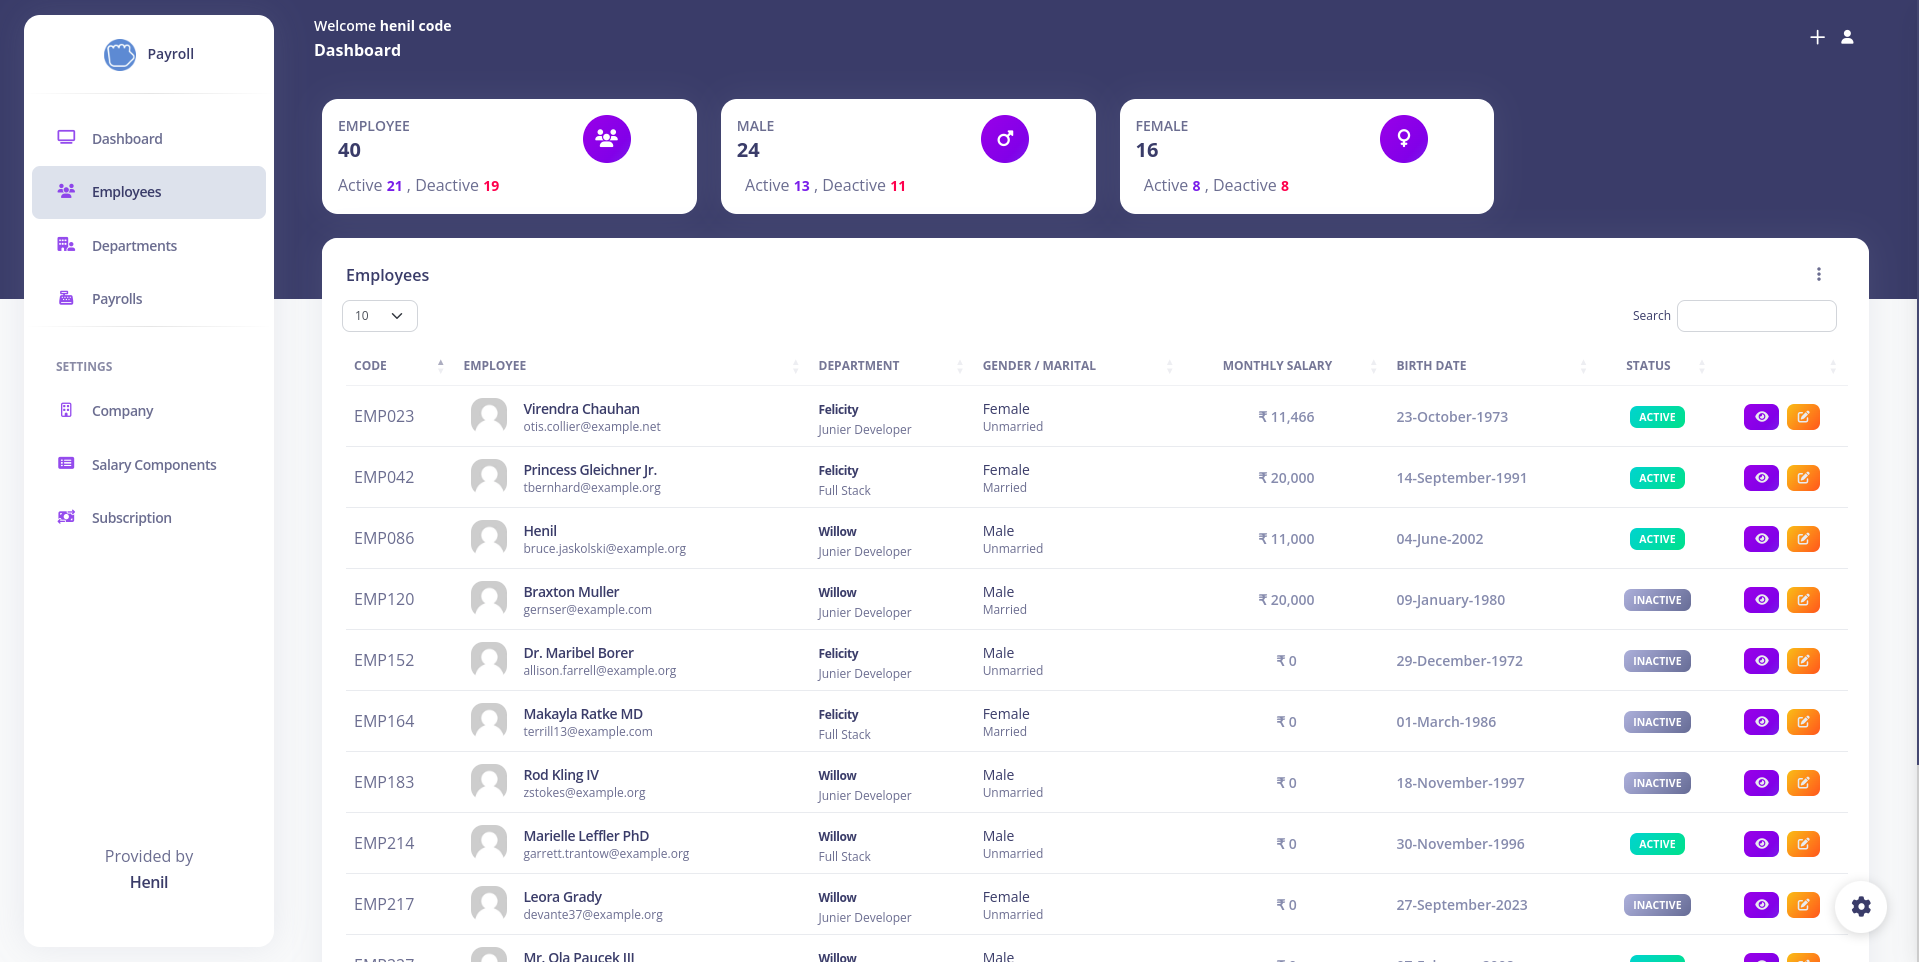 Payroll
Dashboard
Employees
Departments
Payrolls
SETTINGS
Company
Salary Components
Subscription
Provided by
Henil
Welcome henil code
Dashboard
EMPLOYEE
40
Active 21 , Deactive 19
MALE
24
Active 13 , Deactive 11
FEMALE
16
Active 8 , Deactive 8
Employees
10
Search
CODE EMPLOYEE DEPARTMENT GENDER / MARITAL MONTHLY SALARY BIRTH DATE STATUS
EMP023 Virendra Chauhan Felicity Female ₹ 11,466 23-October-1973 ACTIVE
otis.collier@example.net Junier Developer Unmarried
EMP042 Princess Gleichner Jr. Felicity Female ₹ 20,000 14-September-1991 ACTIVE
tbernhard@example.org Full Stack Married
EMP086 Henil Willow Male ₹ 11,000 04-June-2002 ACTIVE
bruce.jaskolski@example.org Junier Developer Unmarried
EMP120 Braxton Muller Willow Male ₹ 20,000 09-January-1980 INACTIVE
gernser@example.com Junier Developer Married
EMP152 Dr. Maribel Borer Felicity Male ₹ 0 29-December-1972 INACTIVE
allison.farrell@example.org Junier Developer Unmarried
EMP164 Makayla Ratke MD Felicity Female ₹ 0 01-March-1986 INACTIVE
terrill13@example.com Full Stack Married
EMP183 Rod Kling IV Willow Male ₹ 0 18-November-1997 INACTIVE
zstokes@example.org Junier Developer Unmarried
EMP214 Marielle Leffler PhD Willow Male ₹ 0 30-November-1996 ACTIVE
garrett.trantow@example.org Full Stack Unmarried
EMP217 Leora Grady Willow Female ₹ 0 27-September-2023 INACTIVE
devante37@example.org Junier Developer Unmarried
Mr. Ola Paucek III Willow Male